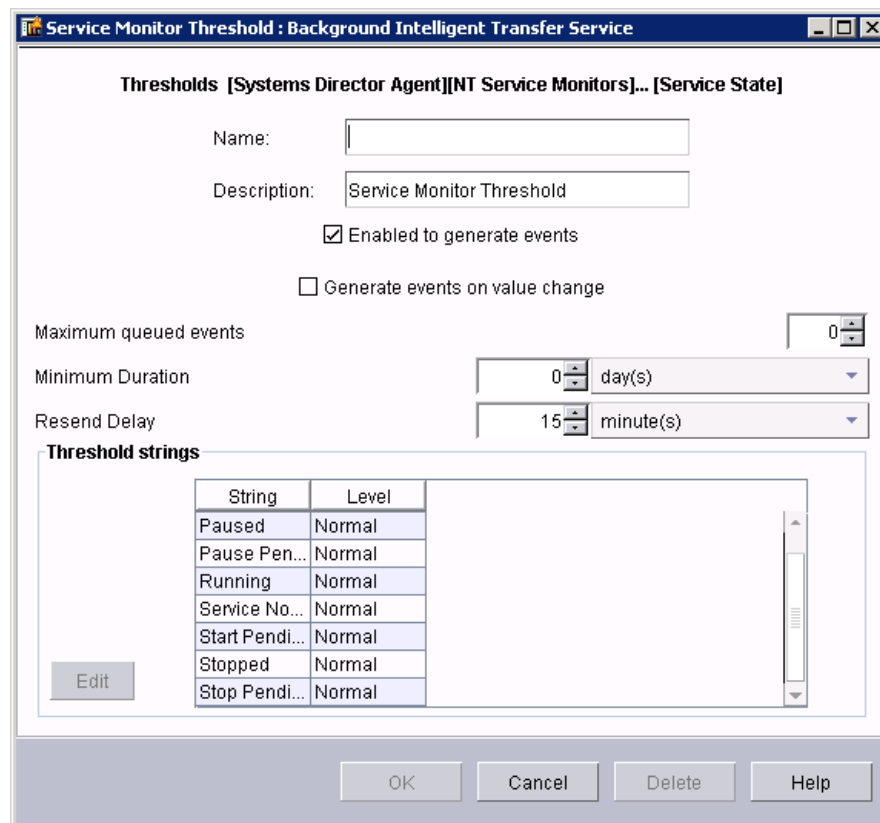 Service Monitor Threshold : Background Intelligent Transfer Service
Thresholds [Systems Director Agent][NT Service Monitors]... [Service State]
Name:
Description: Service Monitor Threshold
Enabled to generate events
Generate events on value change
Maximum queued events 0
Minimum Duration 0 day(s)
Resend Delay 15 minute(s)
Threshold strings
String Level
Paused Normal
Pause Pen... Normal
Running Normal
Service No... Normal
Start Pendi... Normal
Stopped Normal
Stop Pendi... Normal
Edit
OK Cancel Delete Help